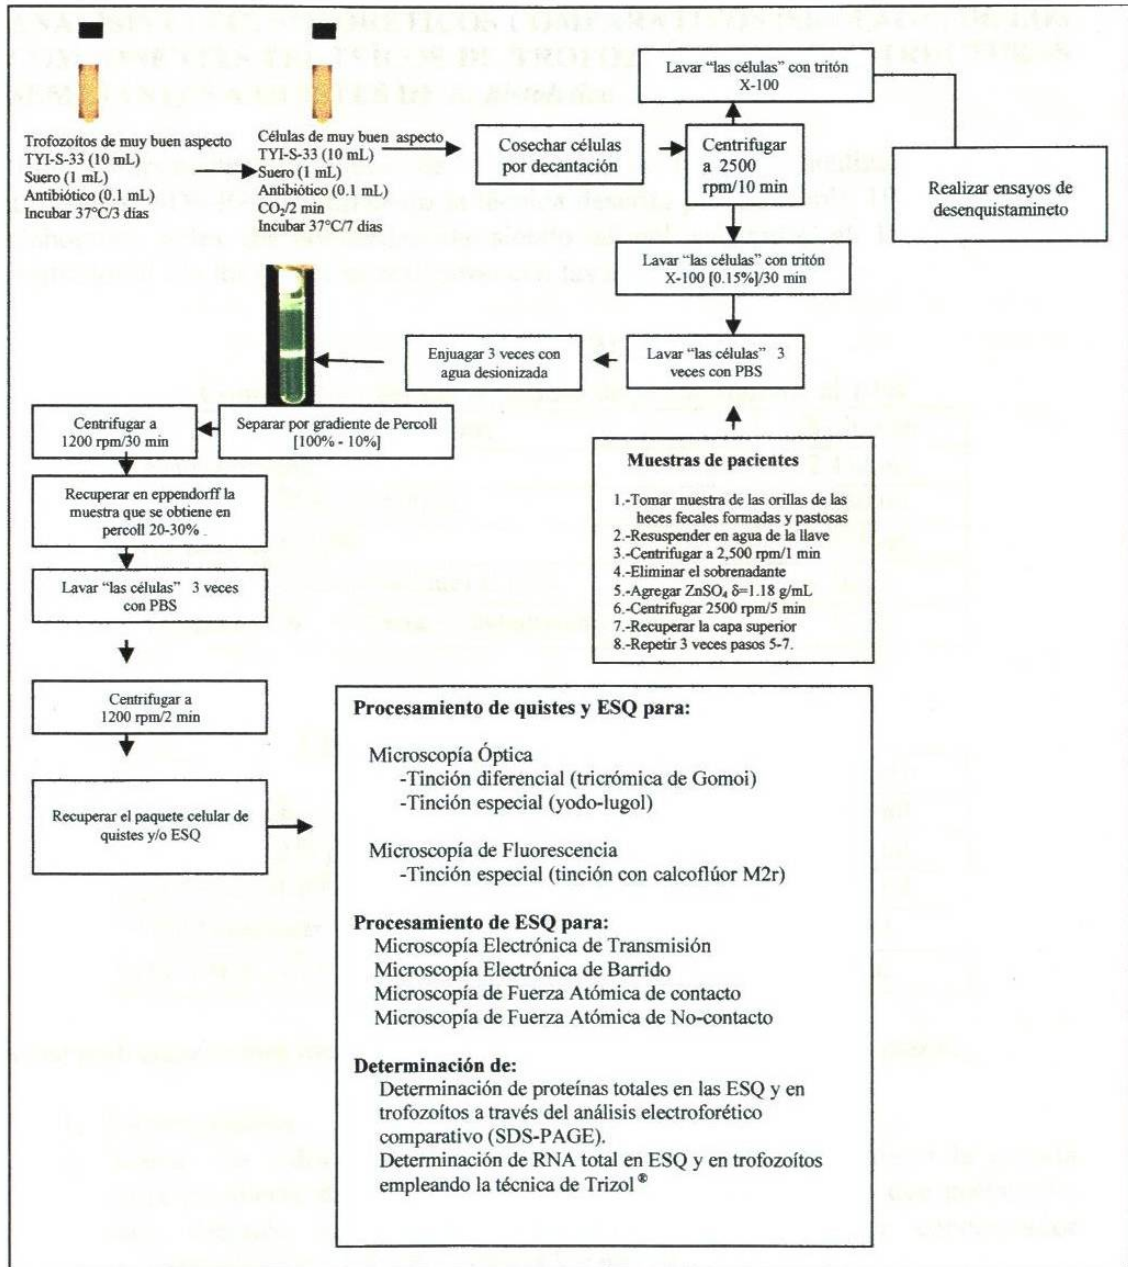 Trofozoítos de muy buen aspecto
TYI-S-33 (10 mL)
Suero (1 mL)
Antibiótico (0.1 mL)
Incubar 37°C/3 días
Células de muy buen aspecto
TYI-S-33 (10 mL)
Suero (1 mL)
Antibiótico (0.1 mL)
CO₂/2 min
Incubar 37°C/7 días
Cosechar células
por decantación
Centrifugar
a 2500
rpm/10 min
Lavar "las células" con tritón
X-100
Realizar ensayos de
desenquistamineto
Lavar "las células" con tritón
X-100 [0.15%]/30 min
Lavar "las células" 3
veces con PBS
Enjuagar 3 veces con
agua desionizada
Separar por gradiente de Percoll
[100% - 10%]
Centrifugar a
1200 rpm/30 min
Recuperar en eppendorff la
muestra que se obtiene en
percoll 20-30% .
Lavar "las células" 3 veces
con PBS
Centrifugar a
1200 rpm/2 min
Recuperar el paquete celular de
quistes y/o ESQ
Muestras de pacientes
1.-Tomar muestra de las orillas de las
heces fecales formadas y pastosas
2.-Resuspender en agua de la llave
3.-Centrifugar a 2,500 rpm/1 min
4.-Eliminar el sobrenadante
5.-Agregar ZnSO₄ δ=1.18 g/mL
6.-Centrifugar 2500 rpm/5 min
7.-Recuperar la capa superior
8.-Repetir 3 veces pasos 5-7.
Procesamiento de quistes y ESQ para:
Microscopía Óptica
-Tinción diferencial (tricrómica de Gomoi)
-Tinción especial (yodo-lugol)
Microscopía de Fluorescencia
-Tinción especial (tinción con calcoflúor M2r)
Procesamiento de ESQ para:
Microscopía Electrónica de Transmisión
Microscopía Electrónica de Barrido
Microscopía de Fuerza Atómica de contacto
Microscopía de Fuerza Atómica de No-contacto
Determinación de:
Determinación de proteínas totales en las ESQ y en
trofozoítos a través del análisis electroforético
comparativo (SDS-PAGE).
Determinación de RNA total en ESQ y en trofozoítos
empleando la técnica de Trizol®